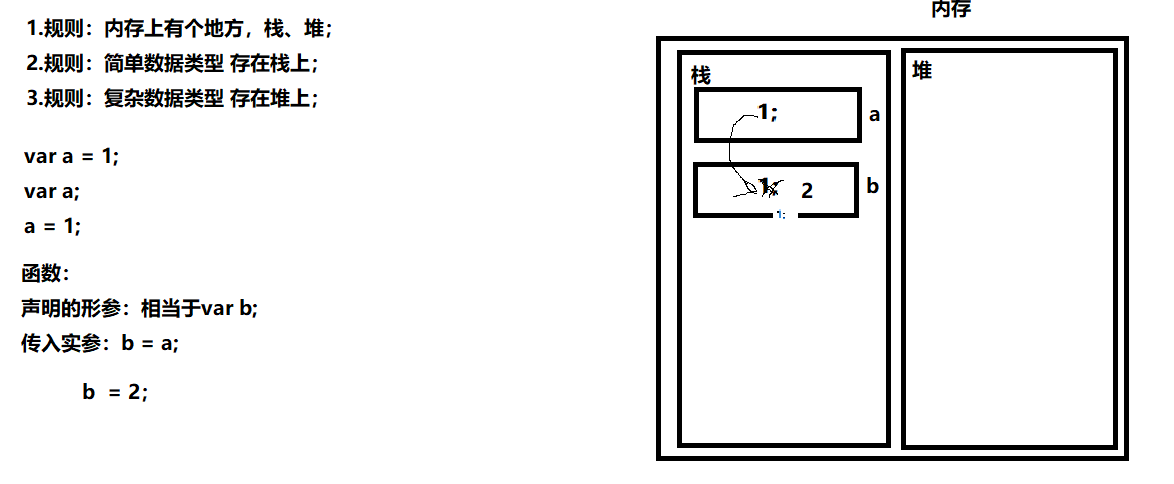 1.规则：内存上有个地方，栈、堆；
2.规则：简单数据类型 存在栈上；
3.规则：复杂数据类型 存在堆上；
var a = 1;
var a;
a = 1;
函数：
声明的形参：相当于var b;
传入实参：b = a;
b = 2;
内存
栈
堆
1;
a
1;
2
b
1;